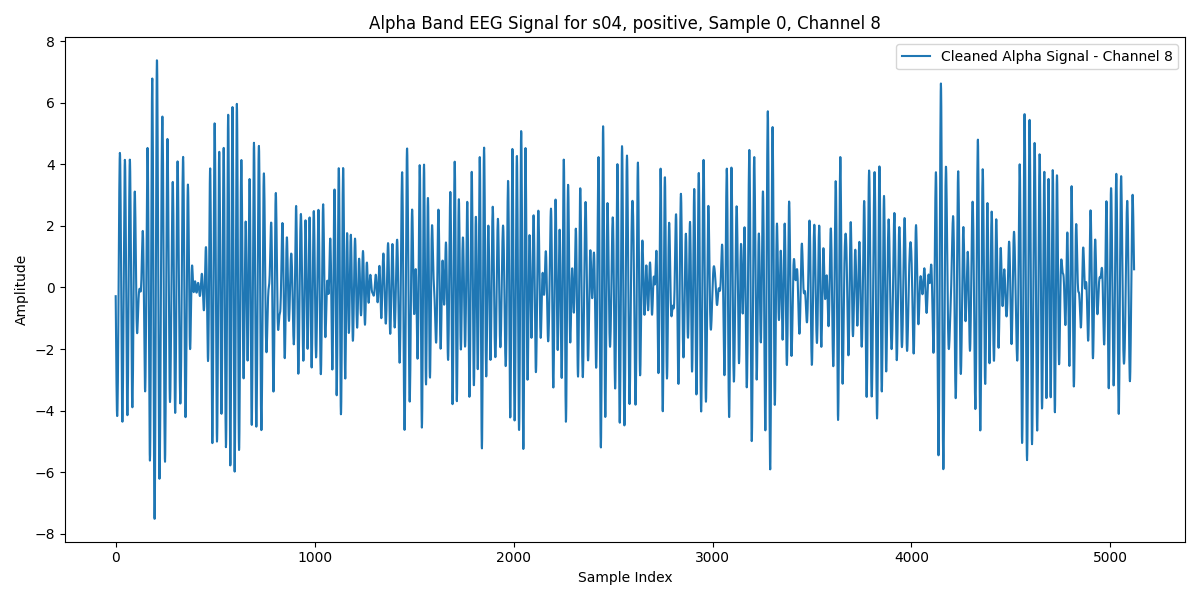 Alpha Band EEG Signal for s04, positive, Sample 0, Channel 8
Cleaned Alpha Signal - Channel 8
Amplitude
8
6
4
2
0
−2
−4
−6
−8
0 1000 2000 3000 4000 5000
Sample Index